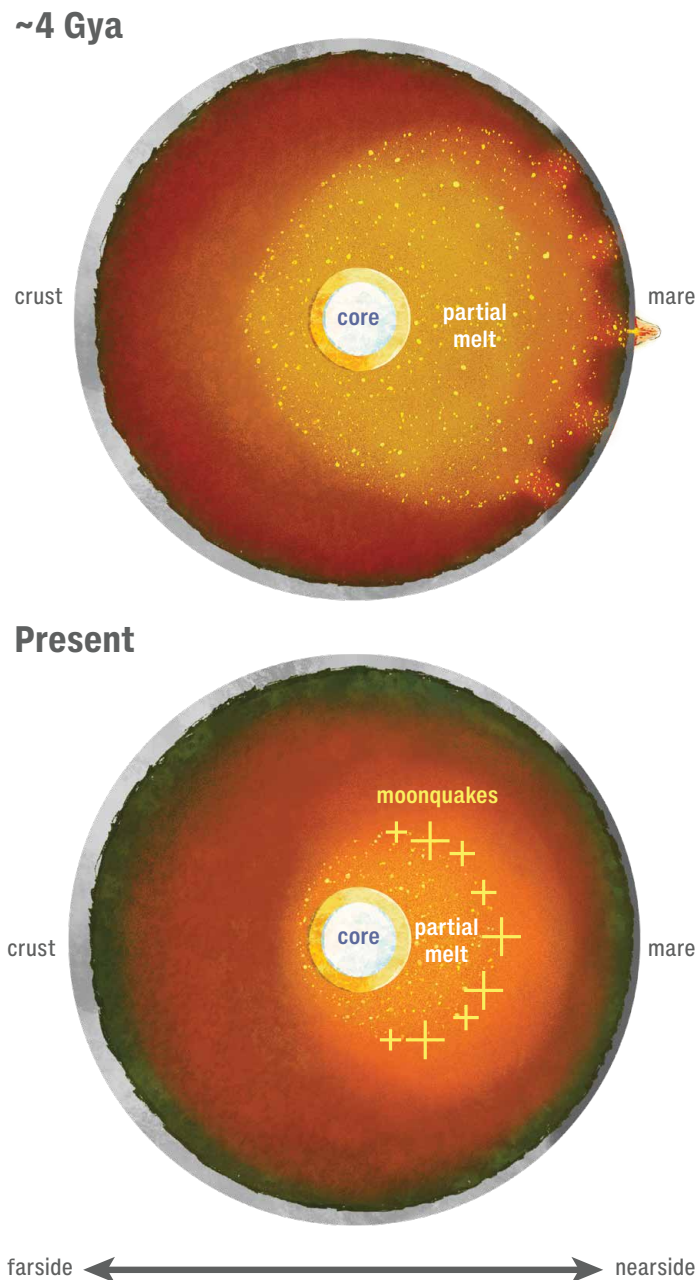 ~4 Gya
crust
core
partial
melt
mare
Present
moonquakes
crust
core
partial
melt
mare
farside
nearside